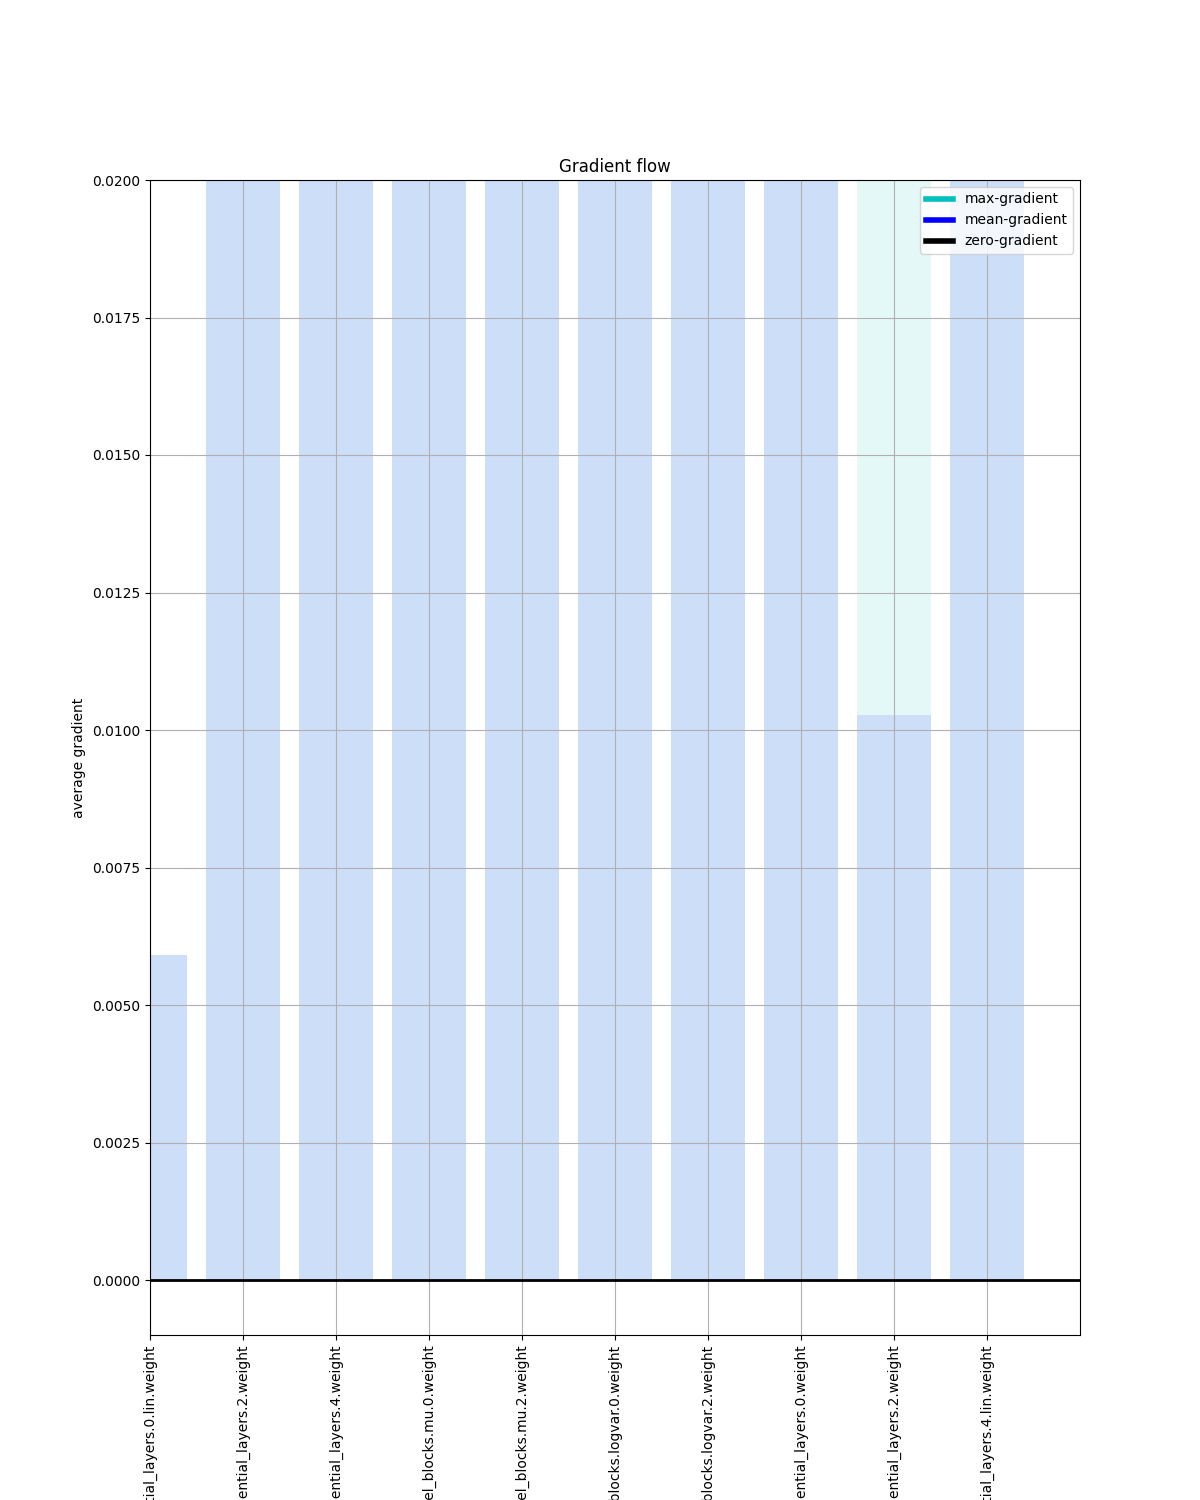 Gradient flow
max-gradient
mean-gradient
zero-gradient
0.0200
0.0175
0.0150
0.0125
0.0100
0.0075
0.0050
0.0025
0.0000
average gradient
tial_layers.0.lin.weight
ential_layers.2.weight
ential_layers.4.weight
el_blocks.mu.0.weight
el_blocks.mu.2.weight
blocks.logvar.0.weight
blocks.logvar.2.weight
ential_layers.0.weight
ential_layers.2.weight
tial_layers.4.lin.weight